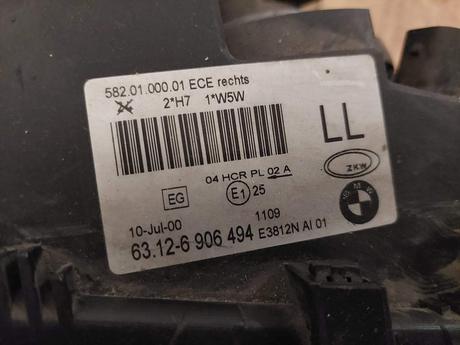 582.01.000.01 ECE rechts
2*H7 1*W5W
LL
04 HCR PL 02 A
ZKW
EG
E1 25
BMW
10-Jul-00
1109
63.12-6 906 494 E3812N AI 01